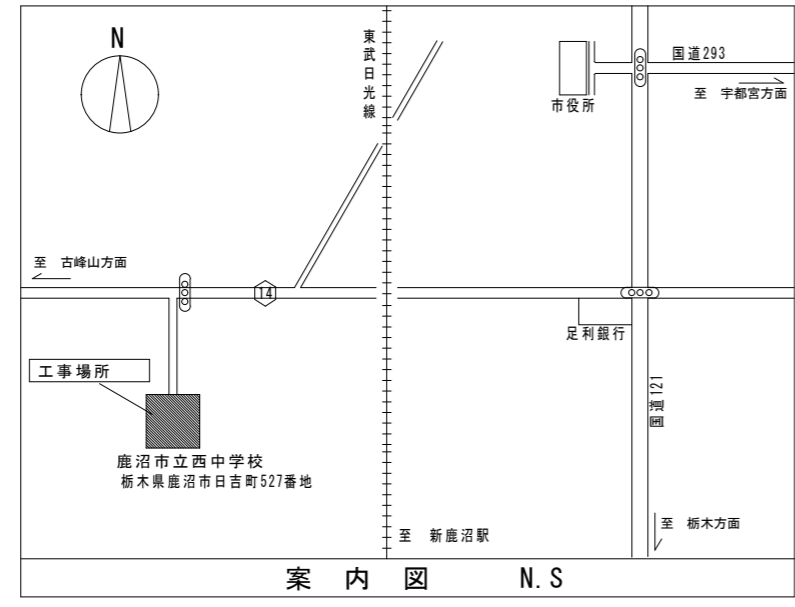 N
東武日光線
国道293
至 宇都宮方面
市役所
至 古峰山方面
14
足利銀行
工事場所
国道121
鹿沼市立西中学校
栃木県鹿沼市日吉町527番地
至 新鹿沼駅
至 栃木方面
案内図 N.S